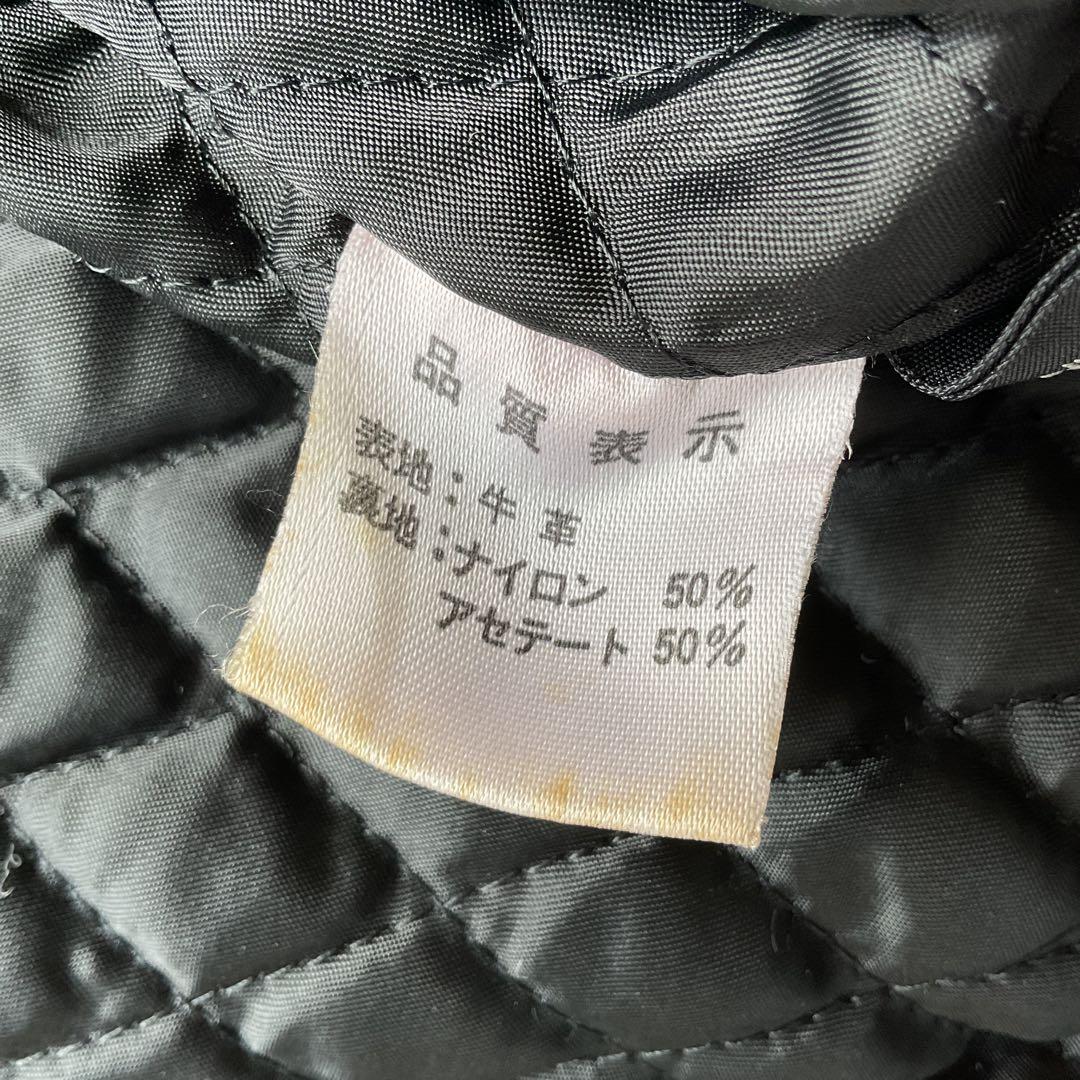 品質表示
表地：牛革
裏地：ナイロン 50%
アセテート 50%